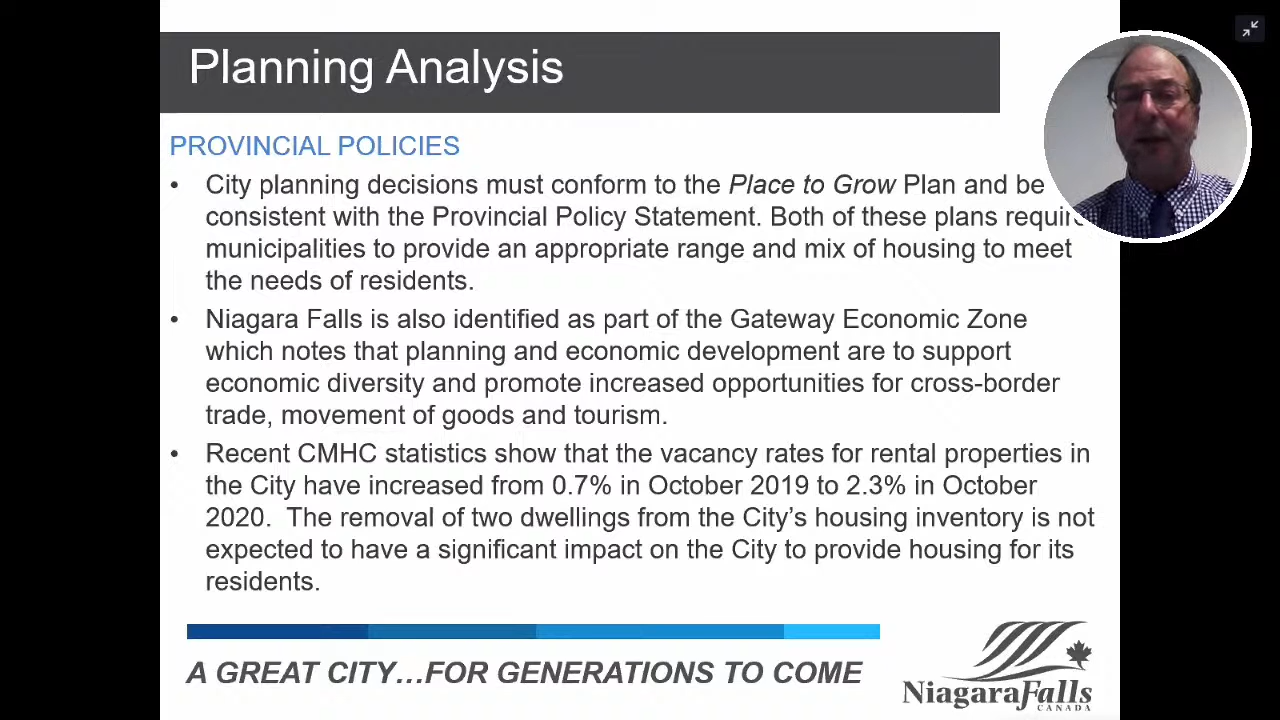 Planning Analysis
PROVINCIAL POLICIES
• City planning decisions must conform to the Place to Grow Plan and be
consistent with the Provincial Policy Statement. Both of these plans require
municipalities to provide an appropriate range and mix of housing to meet
the needs of residents.
• Niagara Falls is also identified as part of the Gateway Economic Zone
which notes that planning and economic development are to support
economic diversity and promote increased opportunities for cross-border
trade, movement of goods and tourism.
• Recent CMHC statistics show that the vacancy rates for rental properties in
the City have increased from 0.7% in October 2019 to 2.3% in October
2020.  The removal of two dwellings from the City's housing inventory is not
expected to have a significant impact on the City to provide housing for its
residents.
A GREAT CITY…FOR GENERATIONS TO COME
NiagaraFalls
CANADA